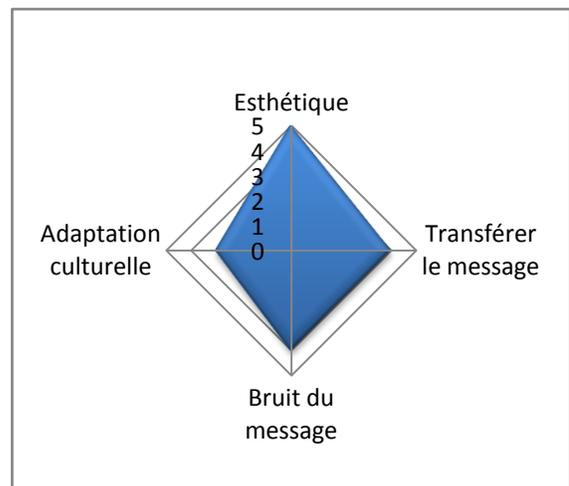 Esthétique
5
4
3
2
1
0
Adaptation
culturelle
Transférer
le message
Bruit du
message